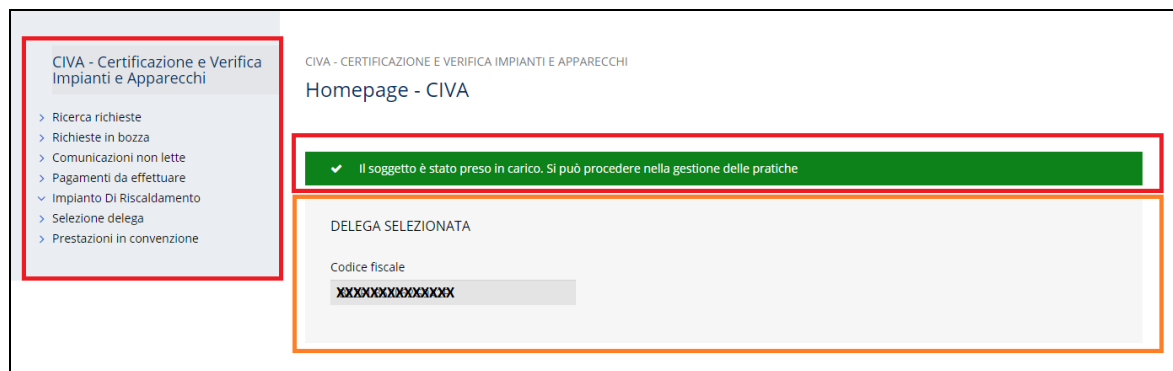 CIVA - Certificazione e Verifica
Impianti e Apparecchi
Ricerca richieste
Richieste in bozza
Comunicazioni non lette
Pagamenti da effettuare
Impianto Di Riscaldamento
Selezione delega
Prestazioni in convenzione
CIVA - CERTIFICAZIONE E VERIFICA IMPIANTI E APPARECCHI
Homepage - CIVA
Il soggetto è stato preso in carico. Si può procedere nella gestione delle pratiche
DELEGA SELEZIONATA
Codice fiscale
XXXXXXXXXXXXXX